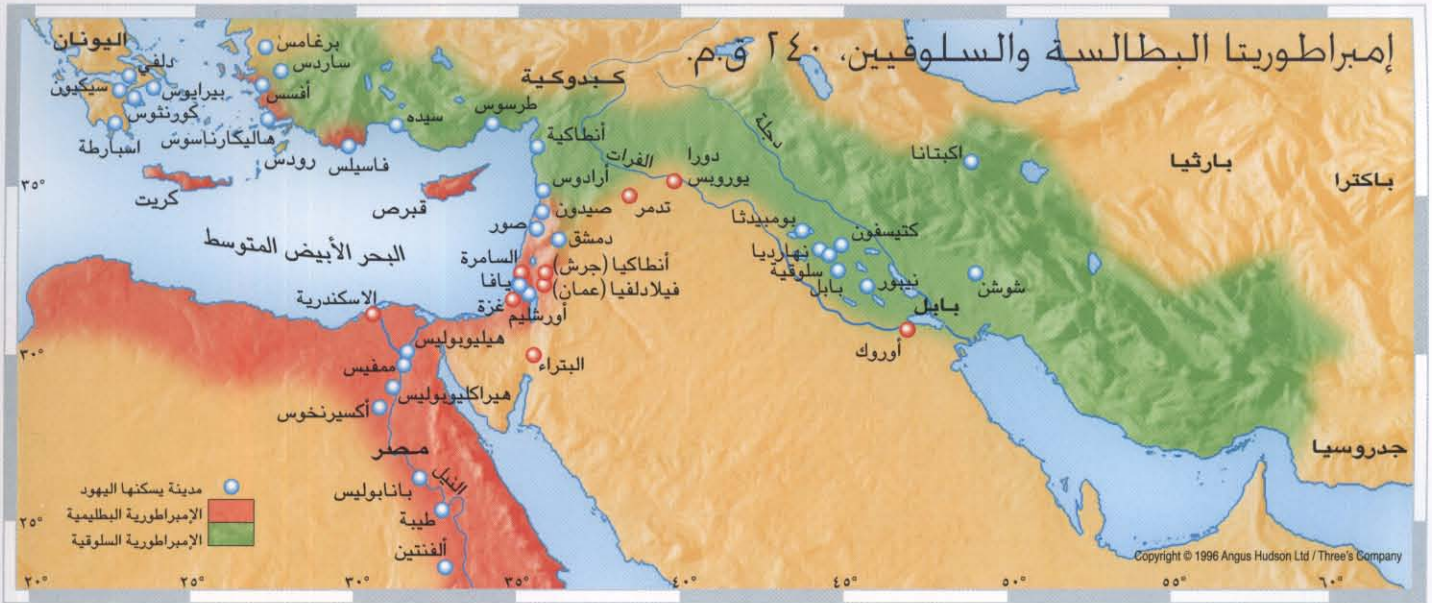 إمبراطوريتا البطالسة والسلوقيين، ٢٤٠ ق.م.
اليونان
دلفي
سيكيون
بيرايوس
كورنثوس
اسبارطة
برغامس
ساردس
أفسس
هاليكارناسوس
رودس
فاسيلس
سيده
طرسوس
كبدوكية
أنطاكية
كريت
قبرص
البحر الأبيض المتوسط
أرادوس
صيدون
صور
دمشق
السامرة
أنطاكيا (جرش)
يافا
فيلادلفيا (عمان)
غزة
أورشليم
البتراء
الفرات
دجلة
دورا
يوروبس
تدمر
بومبيدثا
كتيسفون
نهارديا
سلوقية
بابل
نيبور
بابل
أوروك
شوشن
اكبتانا
بارثيا
باكترا
جدروسيا
الاسكندرية
هيليوبوليس
ممفيس
هيراكليوبوليس
أكسيرنخوس
مصر
النيل
بانابوليس
طيبة
ألفنتين
مدينة يسكنها اليهود
الإمبراطورية البطليمية
الإمبراطورية السلوقية
٣٥°
٣٠°
٢٥°
٢٠°
٢٥°
٣٠°
٣٥°
٤٠°
٤٥°
٥٠°
٥٥°
٦٠°
Copyright © 1996 Angus Hudson Ltd / Three's Company